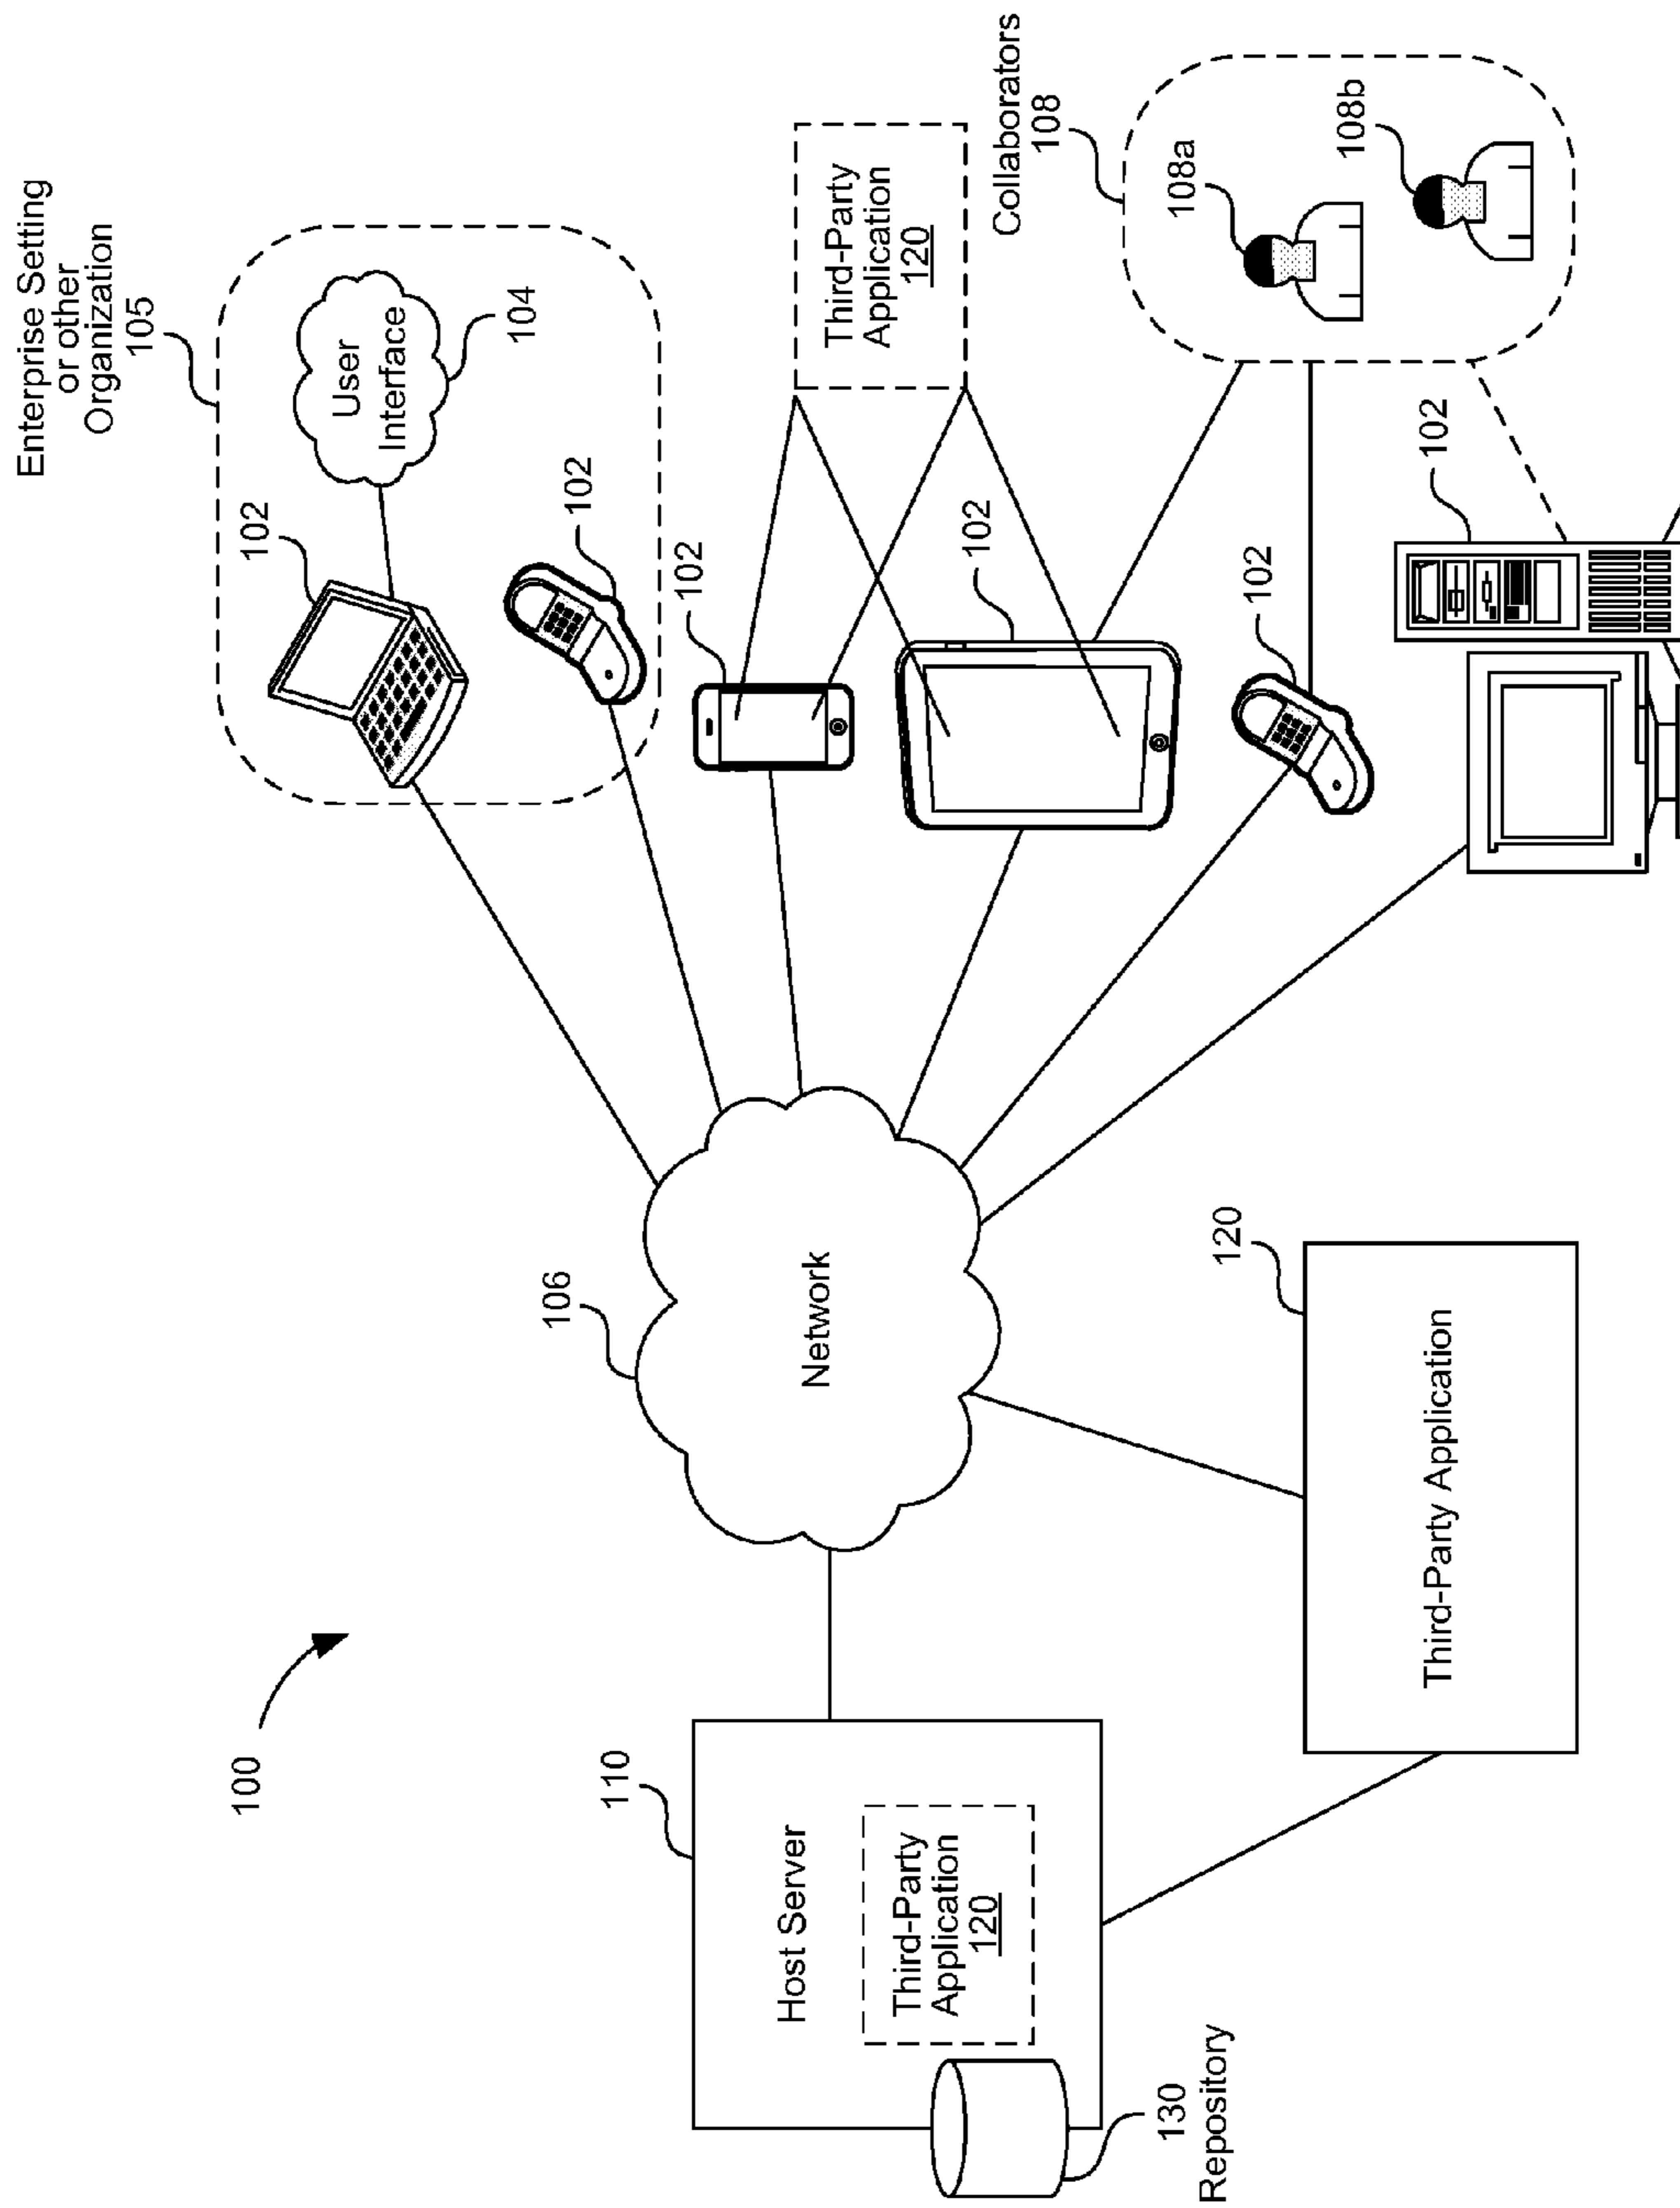 Enterprise Setting
or other
Organization
105
102
User
Interface
104
102
102
Third-Party
Application
120
102
Collaborators
108
108a
108b
102
102
106
Network
100
110
Host Server
Third-Party
Application
120
130
Repository
120
Third-Party Application